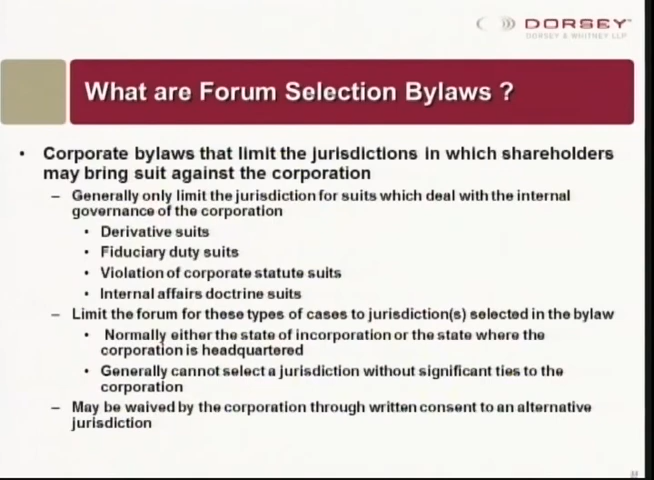 DORSEY™
DORSEY & WHITNEY LLP
What are Forum Selection Bylaws ?
• Corporate bylaws that limit the jurisdictions in which shareholders
may bring suit against the corporation
– Generally only limit the jurisdiction for suits which deal with the internal
governance of the corporation
• Derivative suits
• Fiduciary duty suits
• Violation of corporate statute suits
• Internal affairs doctrine suits
– Limit the forum for these types of cases to jurisdiction(s) selected in the bylaw
• Normally either the state of incorporation or the state where the
corporation is headquartered
• Generally cannot select a jurisdiction without significant ties to the
corporation
– May be waived by the corporation through written consent to an alternative
jurisdiction